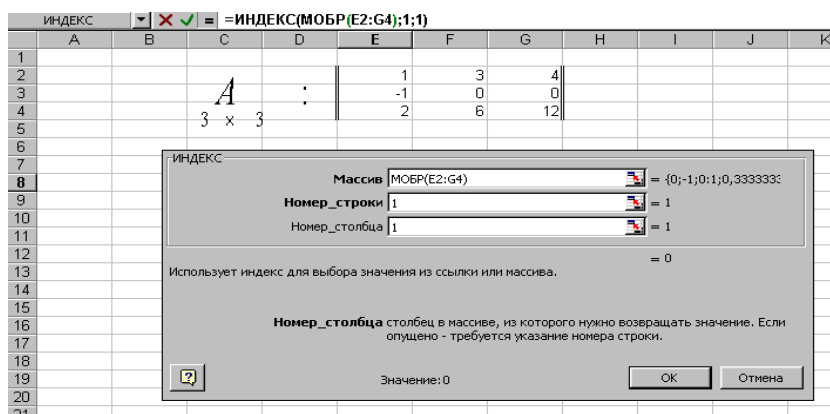 ИНДЕКС =ИНДЕКС(МОБР(E2:G4);1;1)
A B C D E F G H I J K
1
2 1 3 4
3 A : -1 0 0
4 3 × 3 2 6 12
5
6
7 ИНДЕКС
8 Массив МОБР(E2:G4) = {0;-1;0:1;0,3333333
9 Номер_строки 1 = 1
10
11 Номер_столбца 1 = 1
12 = 0
13 Использует индекс для выбора значения из ссылки или массива.
14
15
16 Номер_столбца столбец в массиве, из которого нужно возвращать значение. Если
17 опущено - требуется указание номера строки.
18
19 Значение:0 ОК Отмена
20
21